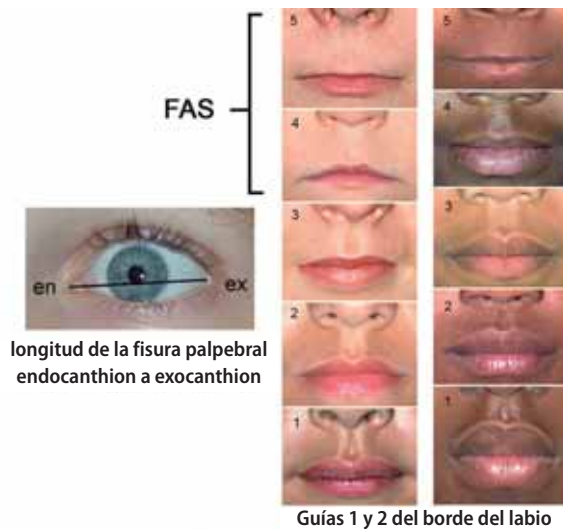 FAS
en
ex
longitud de la fisura palpebral
endocanthion a exocanthion
5
4
3
2
1
5
4
3
2
1
Guías 1 y 2 del borde del labio